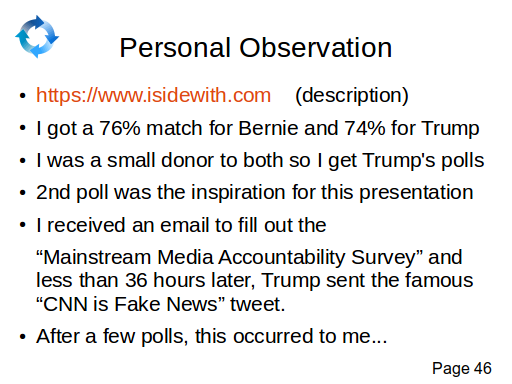 Personal Observation
• https://www.isidewith.com (description)
• I got a 76% match for Bernie and 74% for Trump
• I was a small donor to both so I get Trump's polls
• 2nd poll was the inspiration for this presentation
• I received an email to fill out the
“Mainstream Media Accountability Survey” and
less than 36 hours later, Trump sent the famous
“CNN is Fake News” tweet.
• After a few polls, this occurred to me...
Page 46